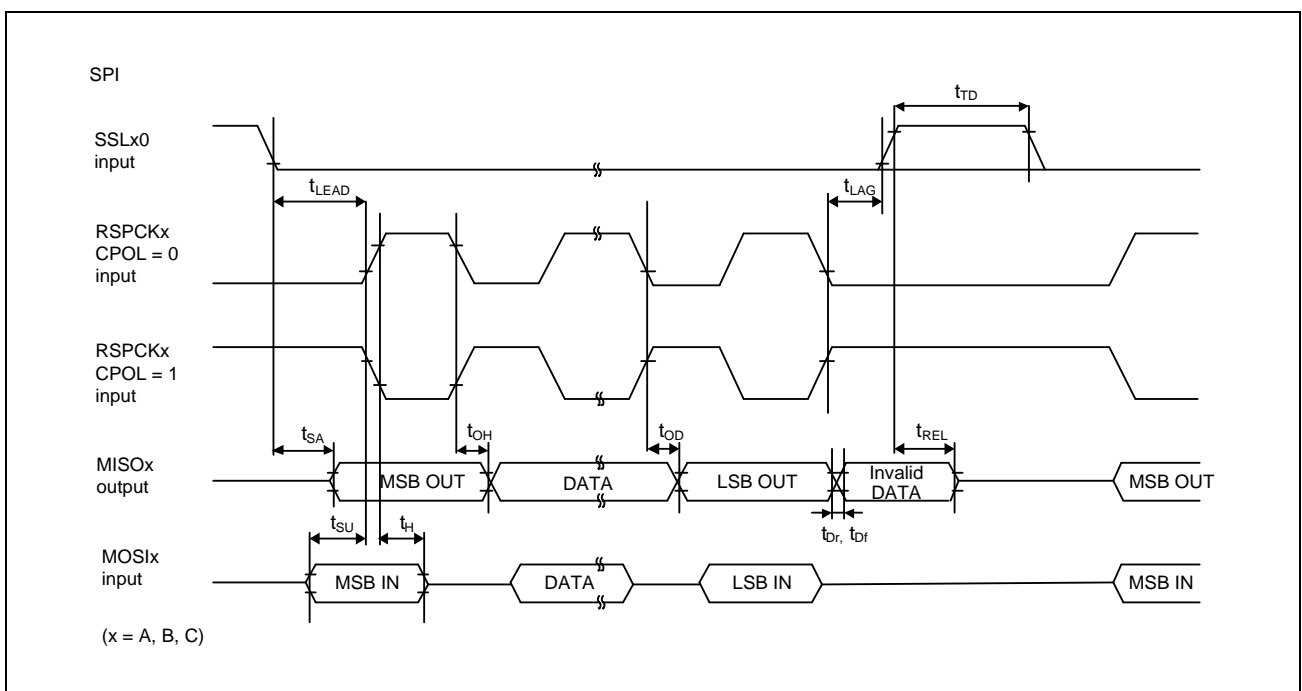 SPI
tTD
SSLx0
input
tLEAD
tLAG
RSPCKx
CPOL = 0
input
RSPCKx
CPOL = 1
input
tSA
tOH
tOD
tREL
MISOx
output
MSB OUT
DATA
LSB OUT
Invalid
DATA
MSB OUT
tSU
tH
tDr, tDf
MOSIx
input
MSB IN
DATA
LSB IN
MSB IN
(x = A, B, C)